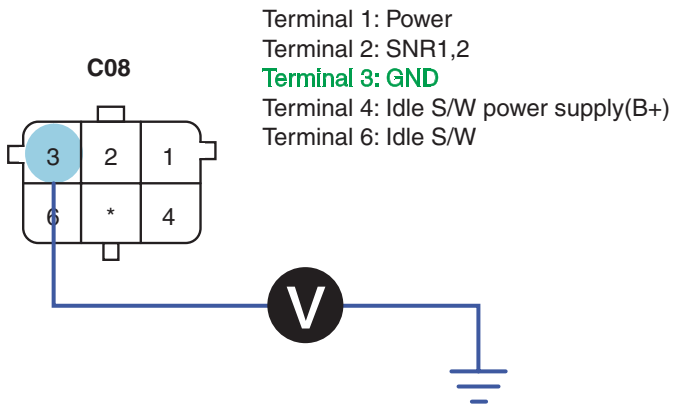 Terminal 1: Power
Terminal 2: SNR1,2
C08
Terminal 3: GND
Terminal 4: Idle S/W power supply(B+)
Terminal 6: Idle S/W
3 2 1
6 * 4
V